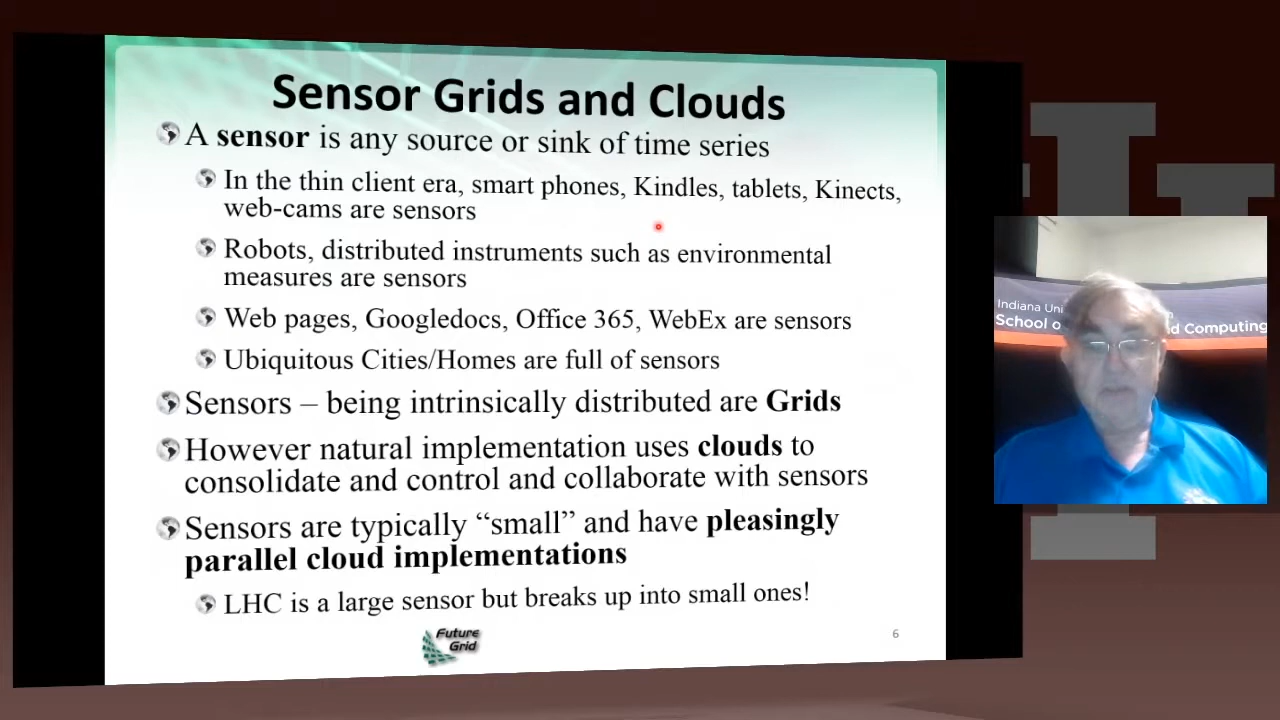 Sensor Grids and Clouds
A sensor is any source or sink of time series
In the thin client era, smart phones, Kindles, tablets, Kinects,
web-cams are sensors
Robots, distributed instruments such as environmental
measures are sensors
Web pages, Googledocs, Office 365, WebEx are sensors
Ubiquitous Cities/Homes are full of sensors
Sensors – being intrinsically distributed are Grids
However natural implementation uses clouds to
consolidate and control and collaborate with sensors
Sensors are typically “small” and have pleasingly
parallel cloud implementations
LHC is a large sensor but breaks up into small ones!
Future
Grid
6
Indiana
School of d Computing